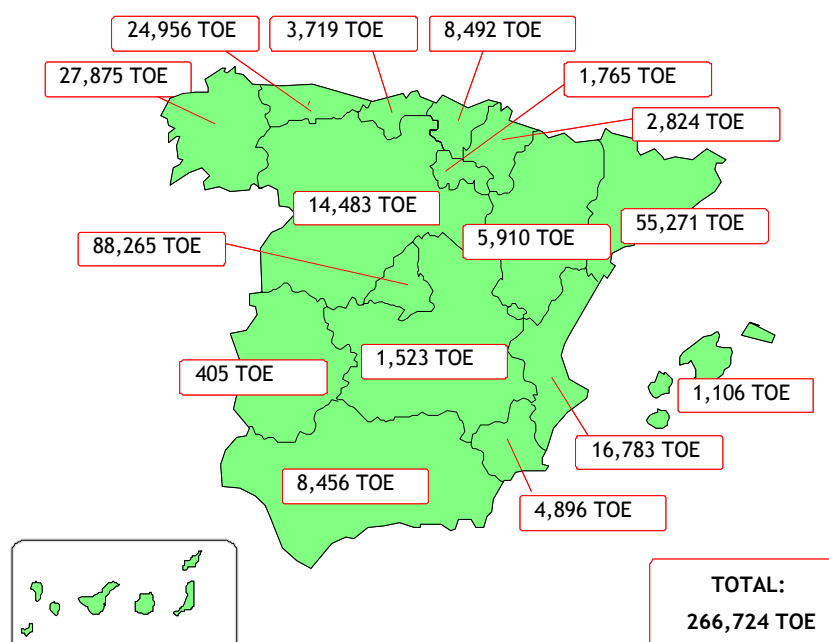 24,956 TOE
3,719 TOE
8,492 TOE
27,875 TOE
1,765 TOE
2,824 TOE
14,483 TOE
5,910 TOE
55,271 TOE
88,265 TOE
1,523 TOE
405 TOE
1,106 TOE
16,783 TOE
8,456 TOE
4,896 TOE
TOTAL:
266,724 TOE